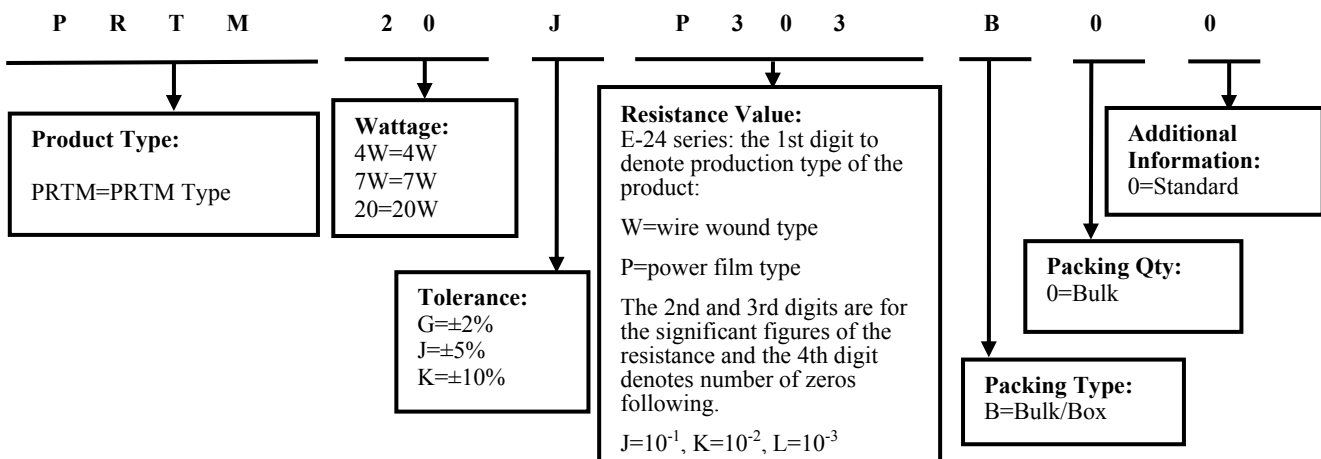 P R T M 2 0 J P 3 0 3 B 0 0
Product Type:
PRTM=PRTM Type
Wattage:
4W=4W
7W=7W
20=20W
Tolerance:
G=±2%
J=±5%
K=±10%
Resistance Value:
E-24 series: the 1st digit to
denote production type of the
product:
W=wire wound type
P=power film type
The 2nd and 3rd digits are for
the significant figures of the
resistance and the 4th digit
denotes number of zeros
following.
J=10⁻¹, K=10⁻², L=10⁻³
Packing Type:
B=Bulk/Box
Packing Qty:
0=Bulk
Additional
Information:
0=Standard